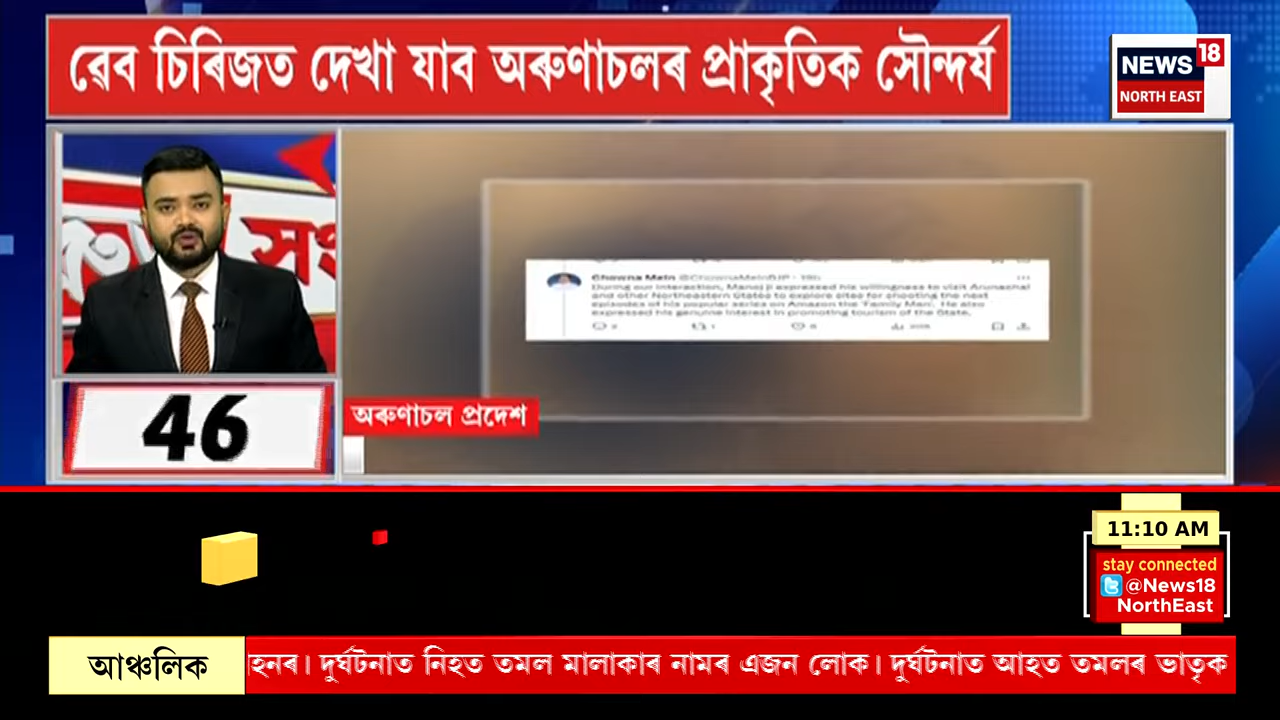 ৱেব চিৰিজত দেখা যাব অৰুণাচলৰ প্ৰাকৃতিক সৌন্দৰ্য
NEWS 18
NORTH EAST
Chowna Mein @ChownaMeinBJP · 19h
During our interaction, Manoj ji expressed his willingness to visit Arunachal
and other Northeastern States to explore sites for shooting the next
episodes of his popular series on Amazon the 'Family Man'. He also
expressed his genuine interest in promoting tourism of the State.
অৰুণাচল প্ৰদেশ
46
11:10 AM
stay connected
@News18
NorthEast
আঞ্চলিক
হনৰ। দুৰ্ঘটনাত নিহত তমল মালাকাৰ নামৰ এজন লোক। দুৰ্ঘটনাত আহত তমলৰ ভাতৃক